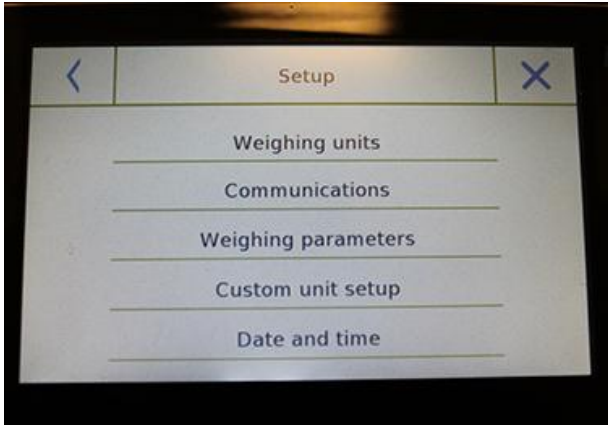 Setup
Weighing units
Communications
Weighing parameters
Custom unit setup
Date and time